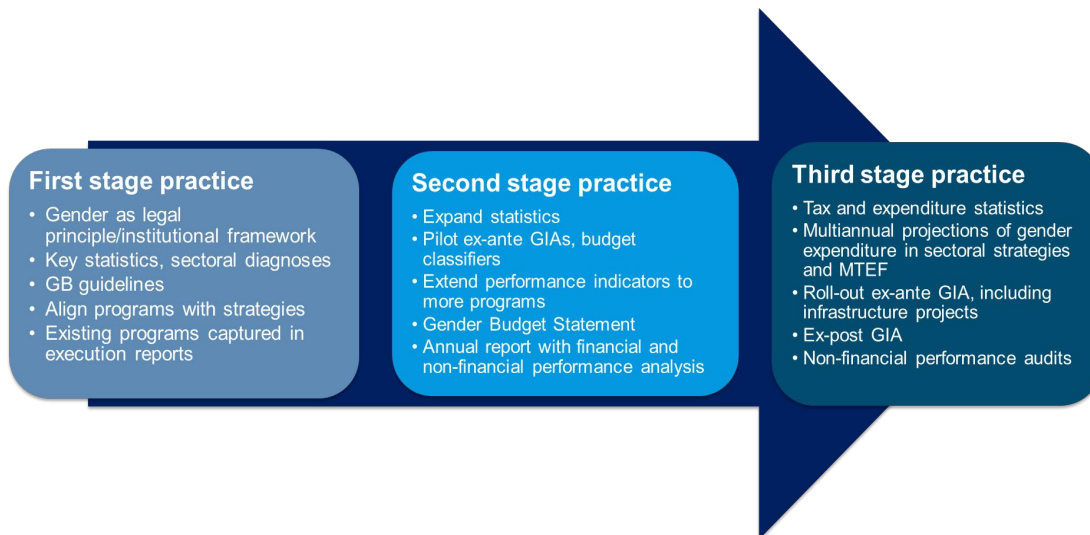 First stage practice
• Gender as legal
principle/institutional framework
• Key statistics, sectoral diagnoses
• GB guidelines
• Align programs with strategies
• Existing programs captured in
execution reports
Second stage practice
• Expand statistics
• Pilot ex-ante GIAs, budget
classifiers
• Extend performance indicators to
more programs
• Gender Budget Statement
• Annual report with financial and
non-financial performance analysis
Third stage practice
• Tax and expenditure statistics
• Multiannual projections of gender
expenditure in sectoral strategies
and MTEF
• Roll-out ex-ante GIA, including
infrastructure projects
• Ex-post GIA
• Non-financial performance audits